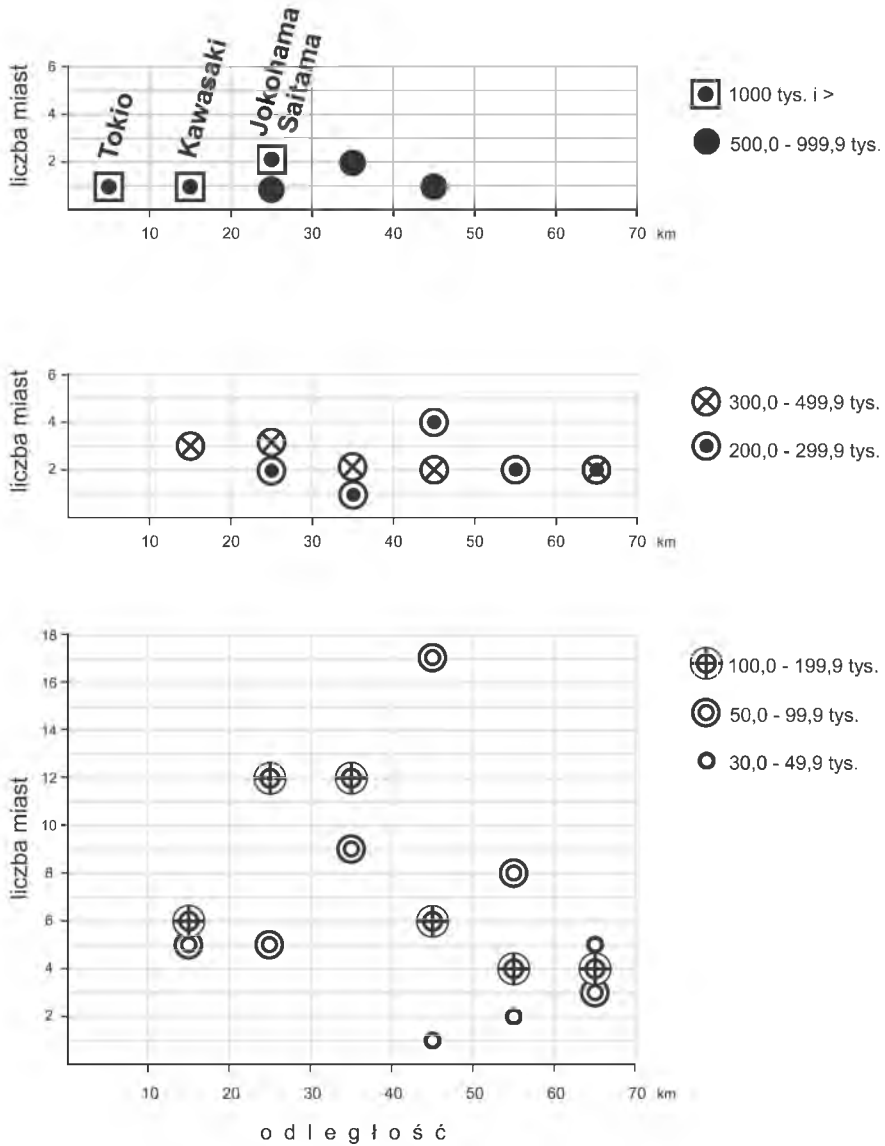 Tokio
Kawasaki
Jokohama
Saitama
liczba miast
6
4
2
10 20 30 40 50 60 70 km
1000 tys. i >
500,0 - 999,9 tys.
liczba miast
6
4
2
10 20 30 40 50 60 70 km
300,0 - 499,9 tys.
200,0 - 299,9 tys.
liczba miast
18
16
14
12
10
8
6
4
2
10 20 30 40 50 60 70 km
100,0 - 199,9 tys.
50,0 - 99,9 tys.
30,0 - 49,9 tys.
odległość